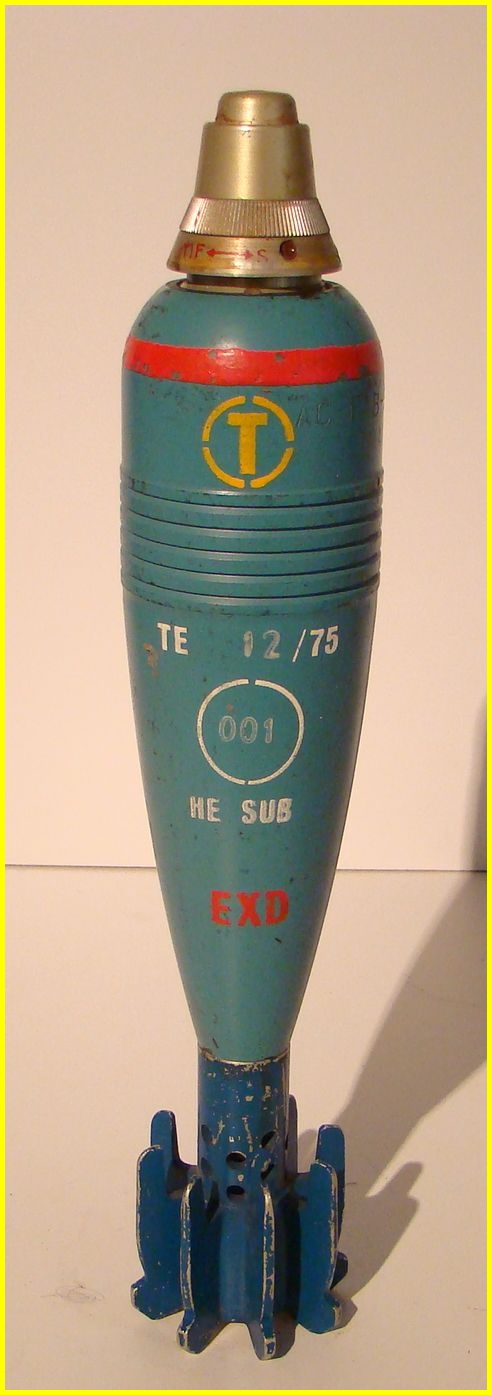 MF ↔ S
T
TE 12/75
001
HE SUB
EXD